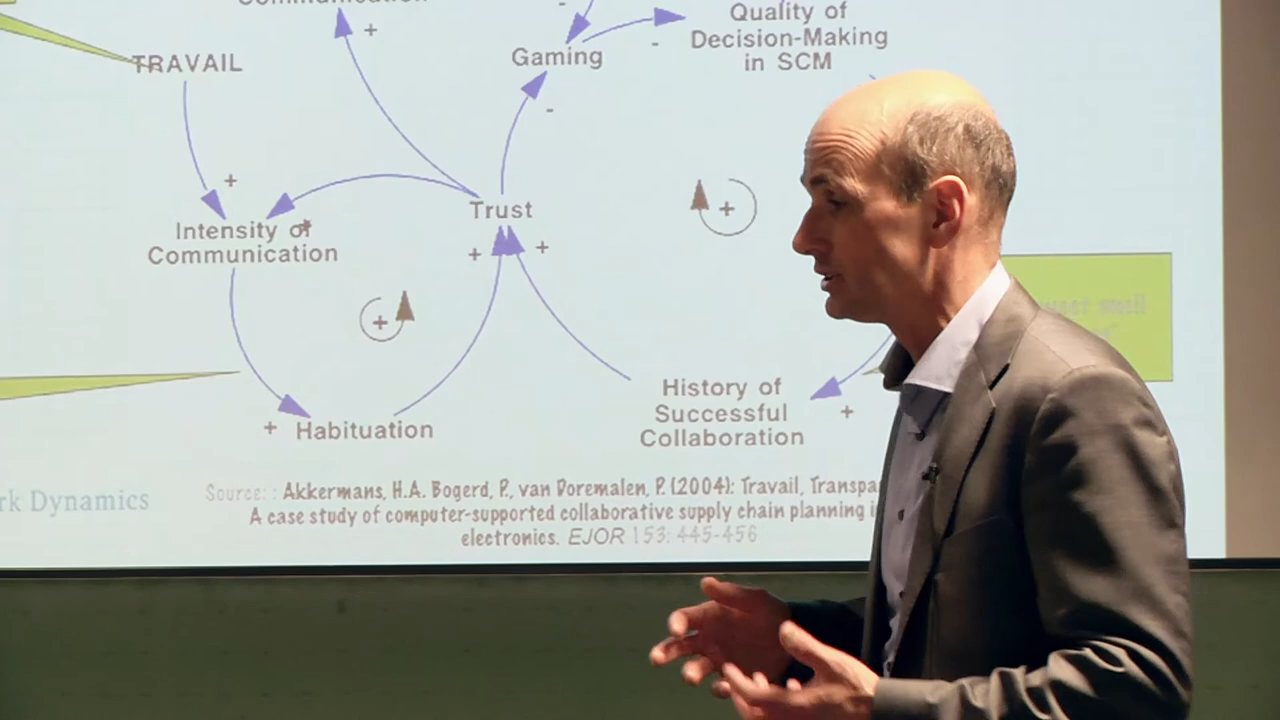 Communication
+
-
Quality of
Decision-Making
in SCM
-
Gaming
TRAVAIL
-
+
+
Trust
Intensity of
Communication
+
+
+
+
History of
Successful
Collaboration
+
+ Habituation
rk Dynamics
Source: : Akkermans, H.A. Bogerd, P., van Doremalen, P. (2004): Travail, Transpa
A case study of computer-supported collaborative supply chain planning i
electronics. EJOR 153: 445-456